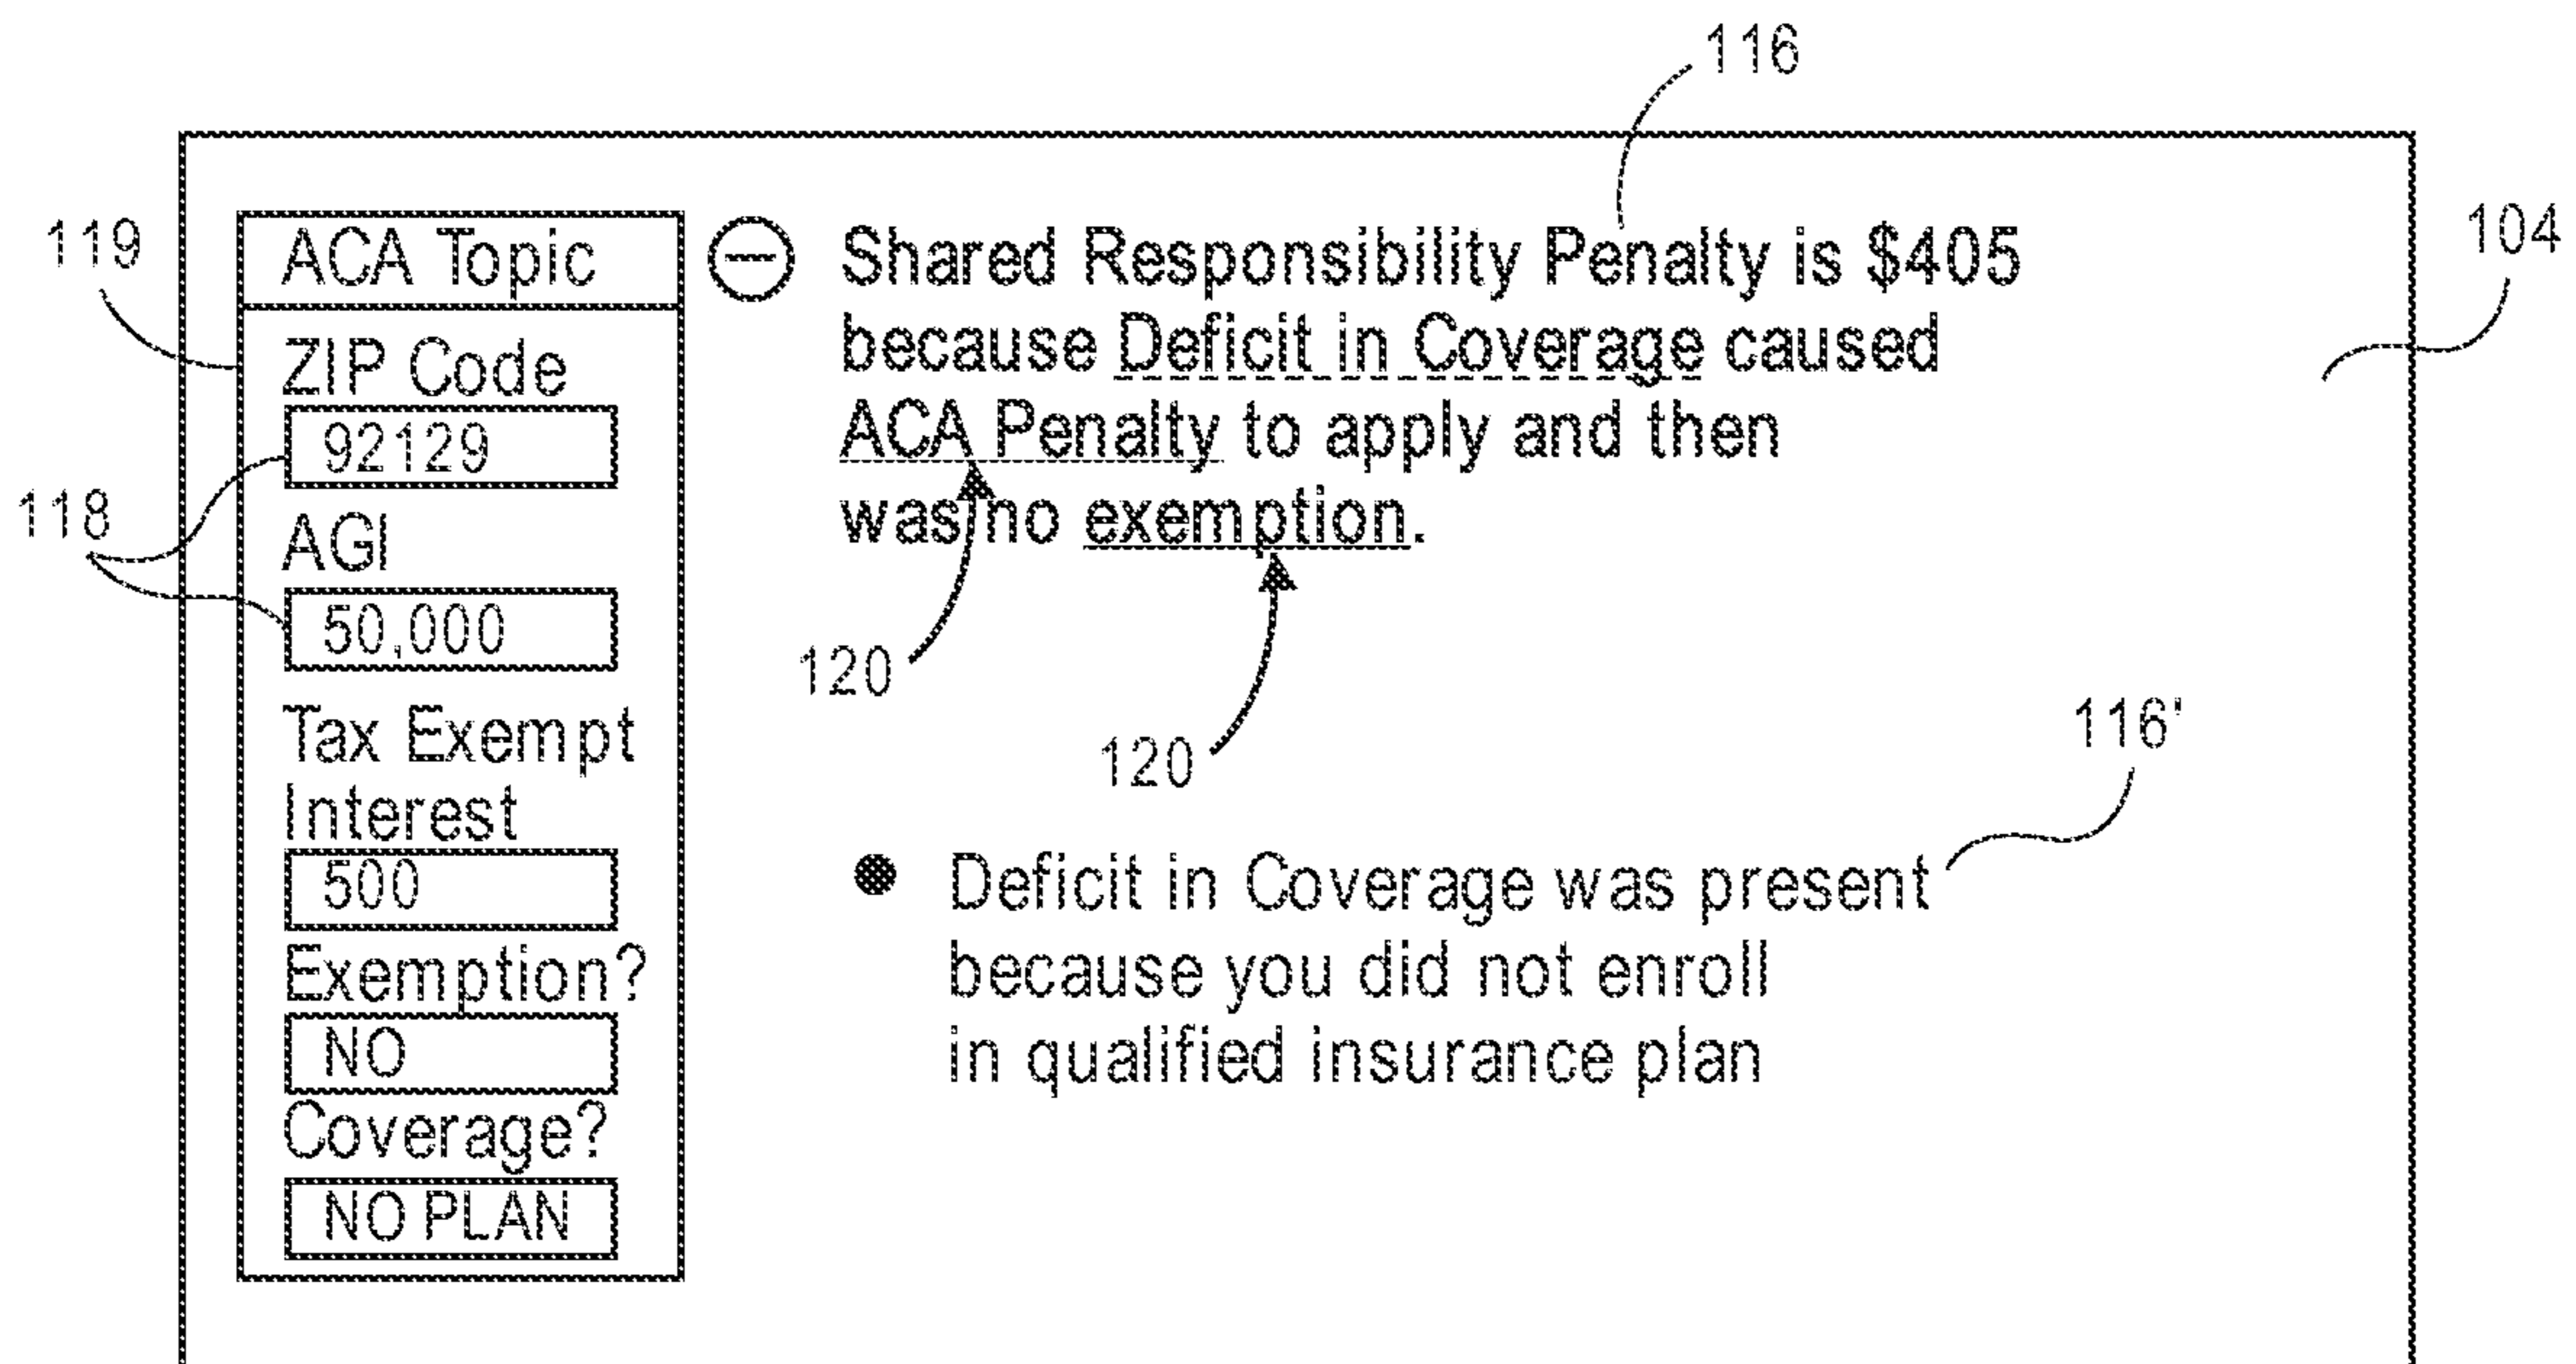 116
119
104
ACA Topic
ZIP Code
92129
118
AGI
50,000
Tax Exempt
Interest
500
Exemption?
NO
Coverage?
NO PLAN
Shared Responsibility Penalty is $405
because Deficit in Coverage caused
ACA Penalty to apply and then
was no exemption.
120
120
116'
Deficit in Coverage was present
because you did not enroll
in qualified insurance plan